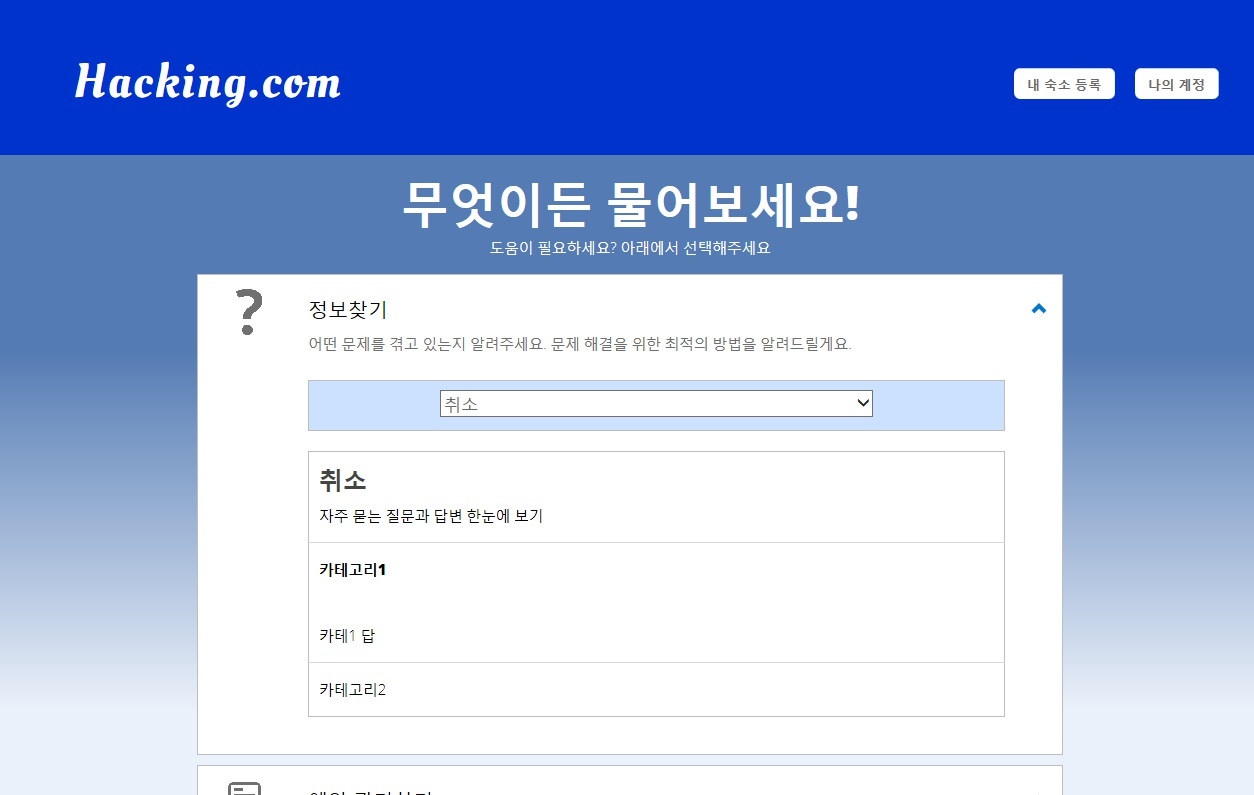 Hacking.com
내 숙소 등록
나의 계정
무엇이든 물어보세요!
도움이 필요하세요? 아래에서 선택해주세요
?
정보찾기
어떤 문제를 겪고 있는지 알려주세요. 문제 해결을 위한 최적의 방법을 알려드릴게요.
취소
취소
자주 묻는 질문과 답변 한눈에 보기
카테고리1
카테1 답
카테고리2